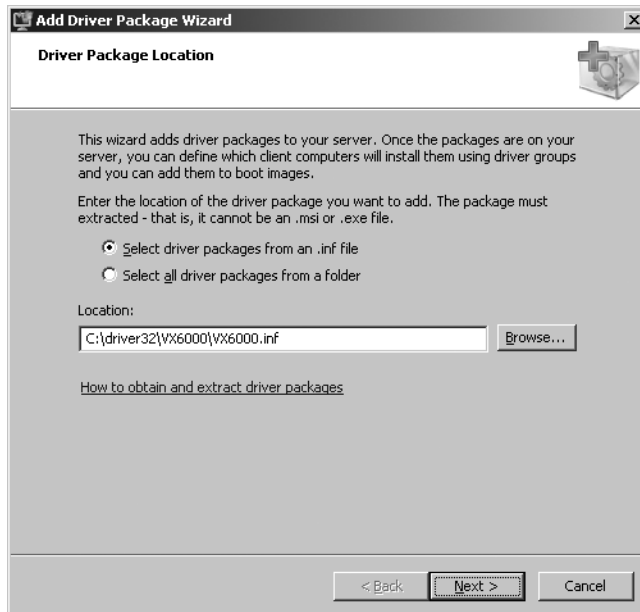 Add Driver Package Wizard
Driver Package Location
This wizard adds driver packages to your server. Once the packages are on your
server, you can define which client computers will install them using driver groups
and you can add them to boot images.
Enter the location of the driver package you want to add. The package must
extracted - that is, it cannot be an .msi or .exe file.
Select driver packages from an .inf file
Select all driver packages from a folder
Location:
C:\driver32\VX6000\VX6000.inf
Browse...
How to obtain and extract driver packages
< Back
Next >
Cancel